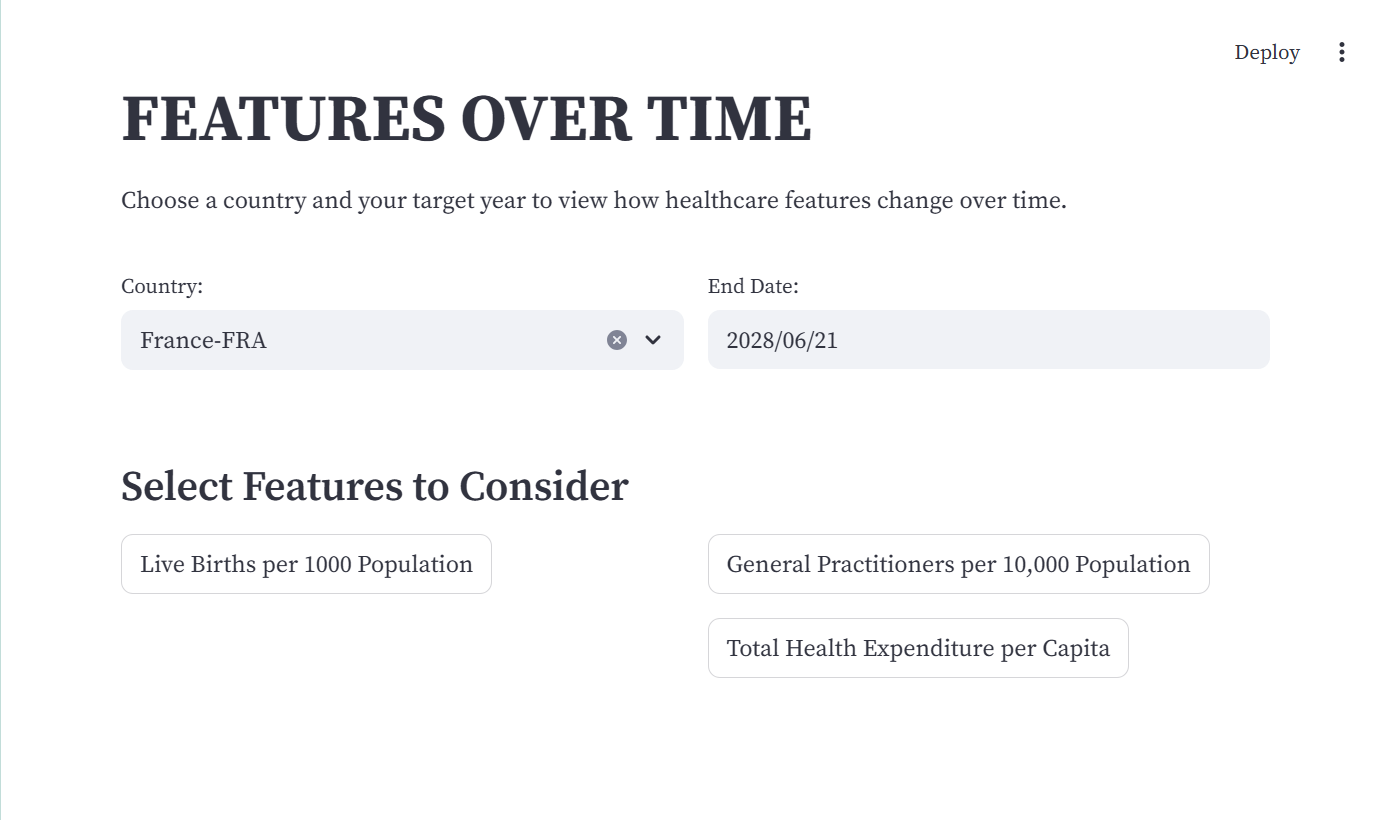 Deploy
FEATURES OVER TIME
Choose a country and your target year to view how healthcare features change over time.
Country:
End Date:
France-FRA
2028/06/21
Select Features to Consider
Live Births per 1000 Population
General Practitioners per 10,000 Population
Total Health Expenditure per Capita